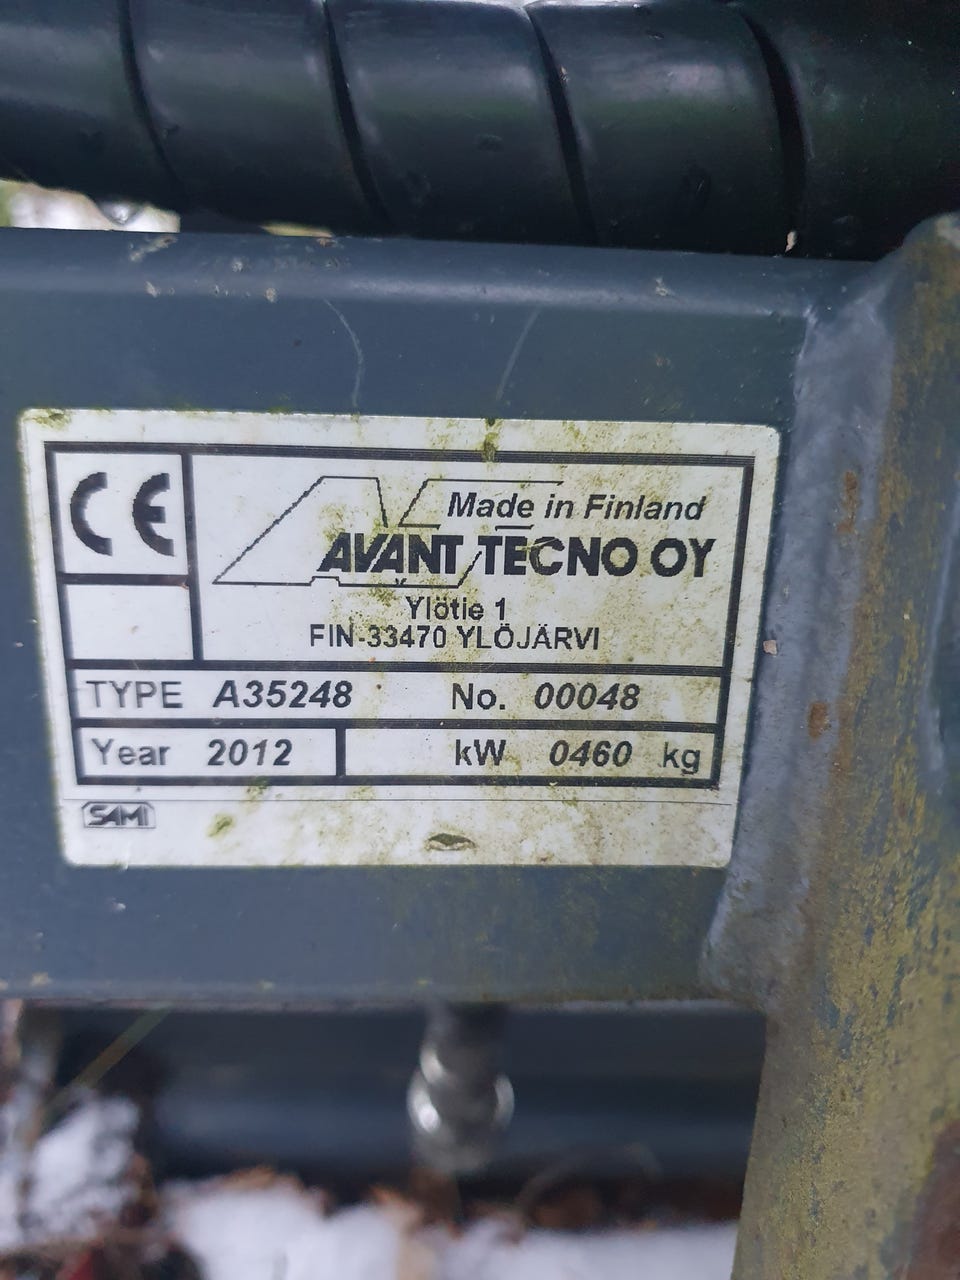 CE
Made in Finland
AVANT TECNO OY
Ylötie 1
FIN-33470 YLÖJÄRVI
TYPE A35248 No. 00048
Year 2012 kW 0460 kg
SAMI